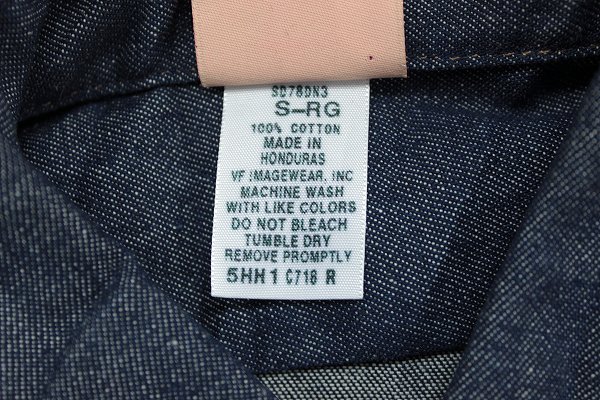 SD78DN3
S-RG
100% COTTON
MADE IN
HONDURAS
VF IMAGEWEAR, INC
MACHINE WASH
WITH LIKE COLORS
DO NOT BLEACH
TUMBLE DRY
REMOVE PROMPTLY
5HH1 C718 R